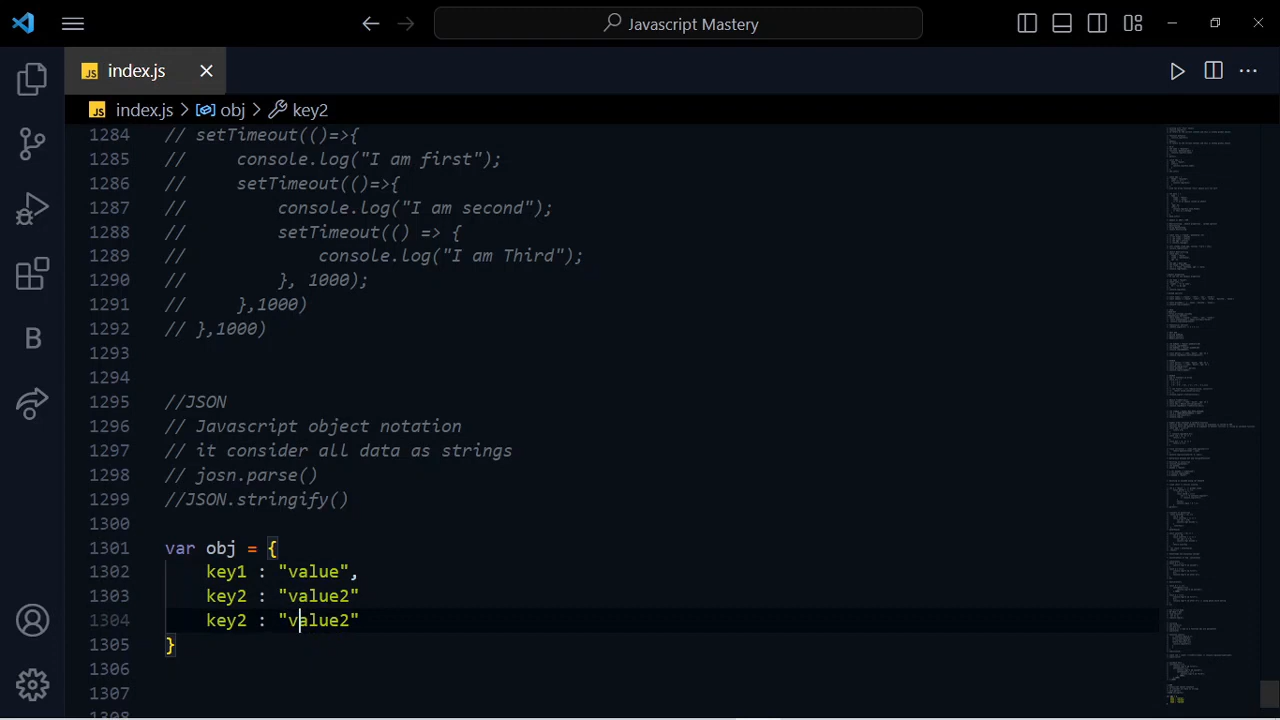 Javascript Mastery
JS index.js
JS index.js > obj > key2
1284 // setTimeout(()=>{
1285 //     console.log("I am first");
1286 //     setTimeout(()=>{
1287 //         console.log("I am second");
1288 //         setTimeout(() => {
1289 //             console.log("I am Third");
1290 //         }, 1000);
1291 //     },1000)
1292 // },1000)
1293
1294
1295 //JSON
1296 // Javascript object notation
1297 // it consider all data as strings
1298 // josn.parse()
1299 //JSON.stringify()
1300
1301 var obj = {
1302     key1 : "value",
1303     key2 : "value2"
1304     key2 : "value2"
1305 }
1306
1307
1308
B